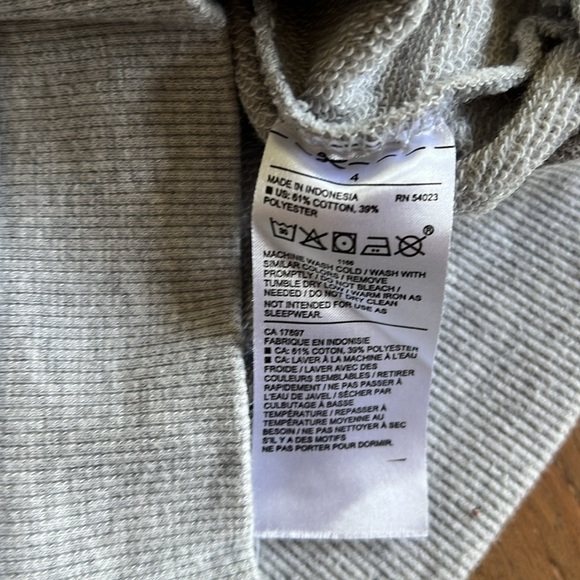 4
MADE IN INDONESIA RN 54023
■ US: 61% COTTON, 39%
POLYESTER
®
1166
MACHINE WASH COLD / WASH WITH
SIMILAR COLORS / REMOVE
PROMPTLY / DO NOT BLEACH /
TUMBLE DRY LOW / WARM IRON AS
NEEDED / DO NOT DRY CLEAN
NOT INTENDED FOR USE AS
SLEEPWEAR.
CA 17897
FABRIQUE EN INDONISIE
■ CA: 61% COTON, 39% POLYESTER
■ CA: LAVER À LA MACHINE À L'EAU
FROIDE / LAVER AVEC DES
COULEURS SEMBLABLES / RETIRER
RAPIDEMENT / NE PAS PASSER À
L'EAU DE JAVEL / SÉCHER PAR
CULBUTAGE À BASSE
TEMPÉRATURE / REPASSER À
TEMPÉRATURE MOYENNE AU
BESOIN / NE PAS NETTOYER À SEC
S'IL Y A DES MOTIFS
NE PAS PORTER POUR DORMIR.